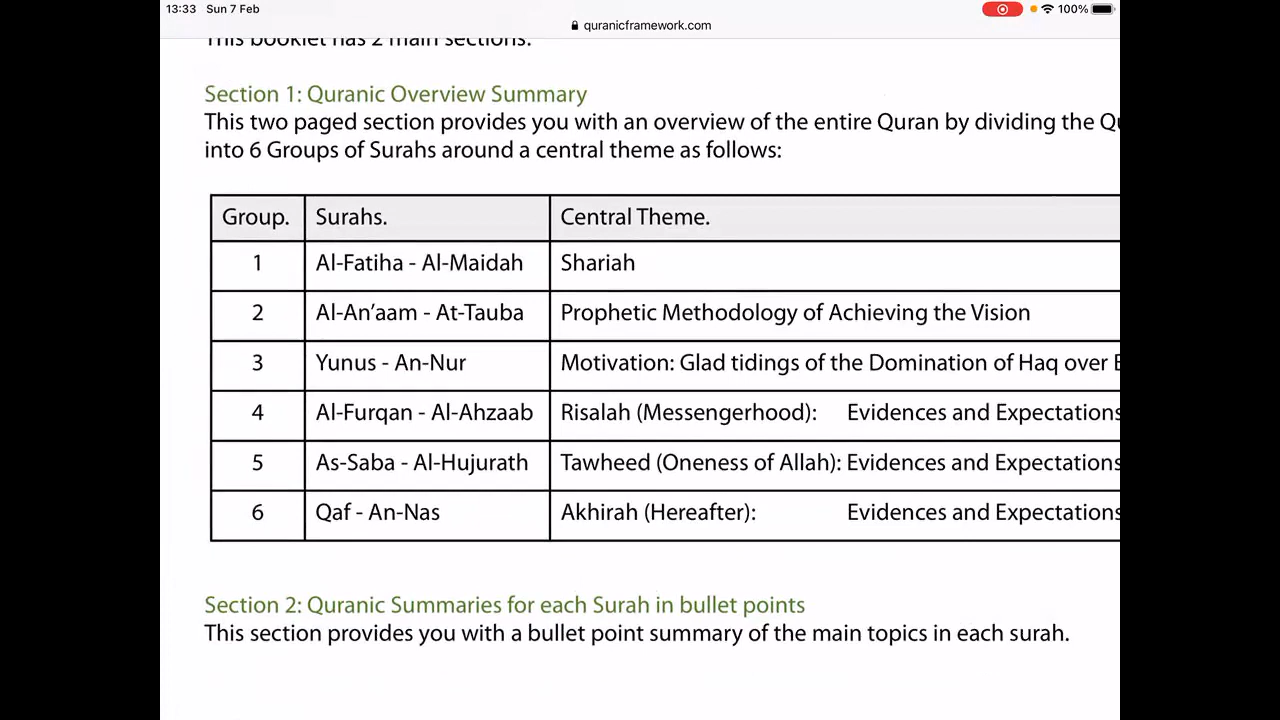 13:33 Sun 7 Feb 100%
quranicframework.com
This booklet has 2 main sections.
Section 1: Quranic Overview Summary
This two paged section provides you with an overview of the entire Quran by dividing the
into 6 Groups of Surahs around a central theme as follows:
Group. Surahs. Central Theme.
1 Al-Fatiha - Al-Maidah Shariah
2 Al-An’aam - At-Tauba Prophetic Methodology of Achieving the Vision
3 Yunus - An-Nur Motivation: Glad tidings of the Domination of Haq over
4 Al-Furqan - Al-Ahzaab Risalah (Messengerhood): Evidences and Expectations
5 As-Saba - Al-Hujurath Tawheed (Oneness of Allah): Evidences and Expectations
6 Qaf - An-Nas Akhirah (Hereafter): Evidences and Expectations
Section 2: Quranic Summaries for each Surah in bullet points
This section provides you with a bullet point summary of the main topics in each surah.